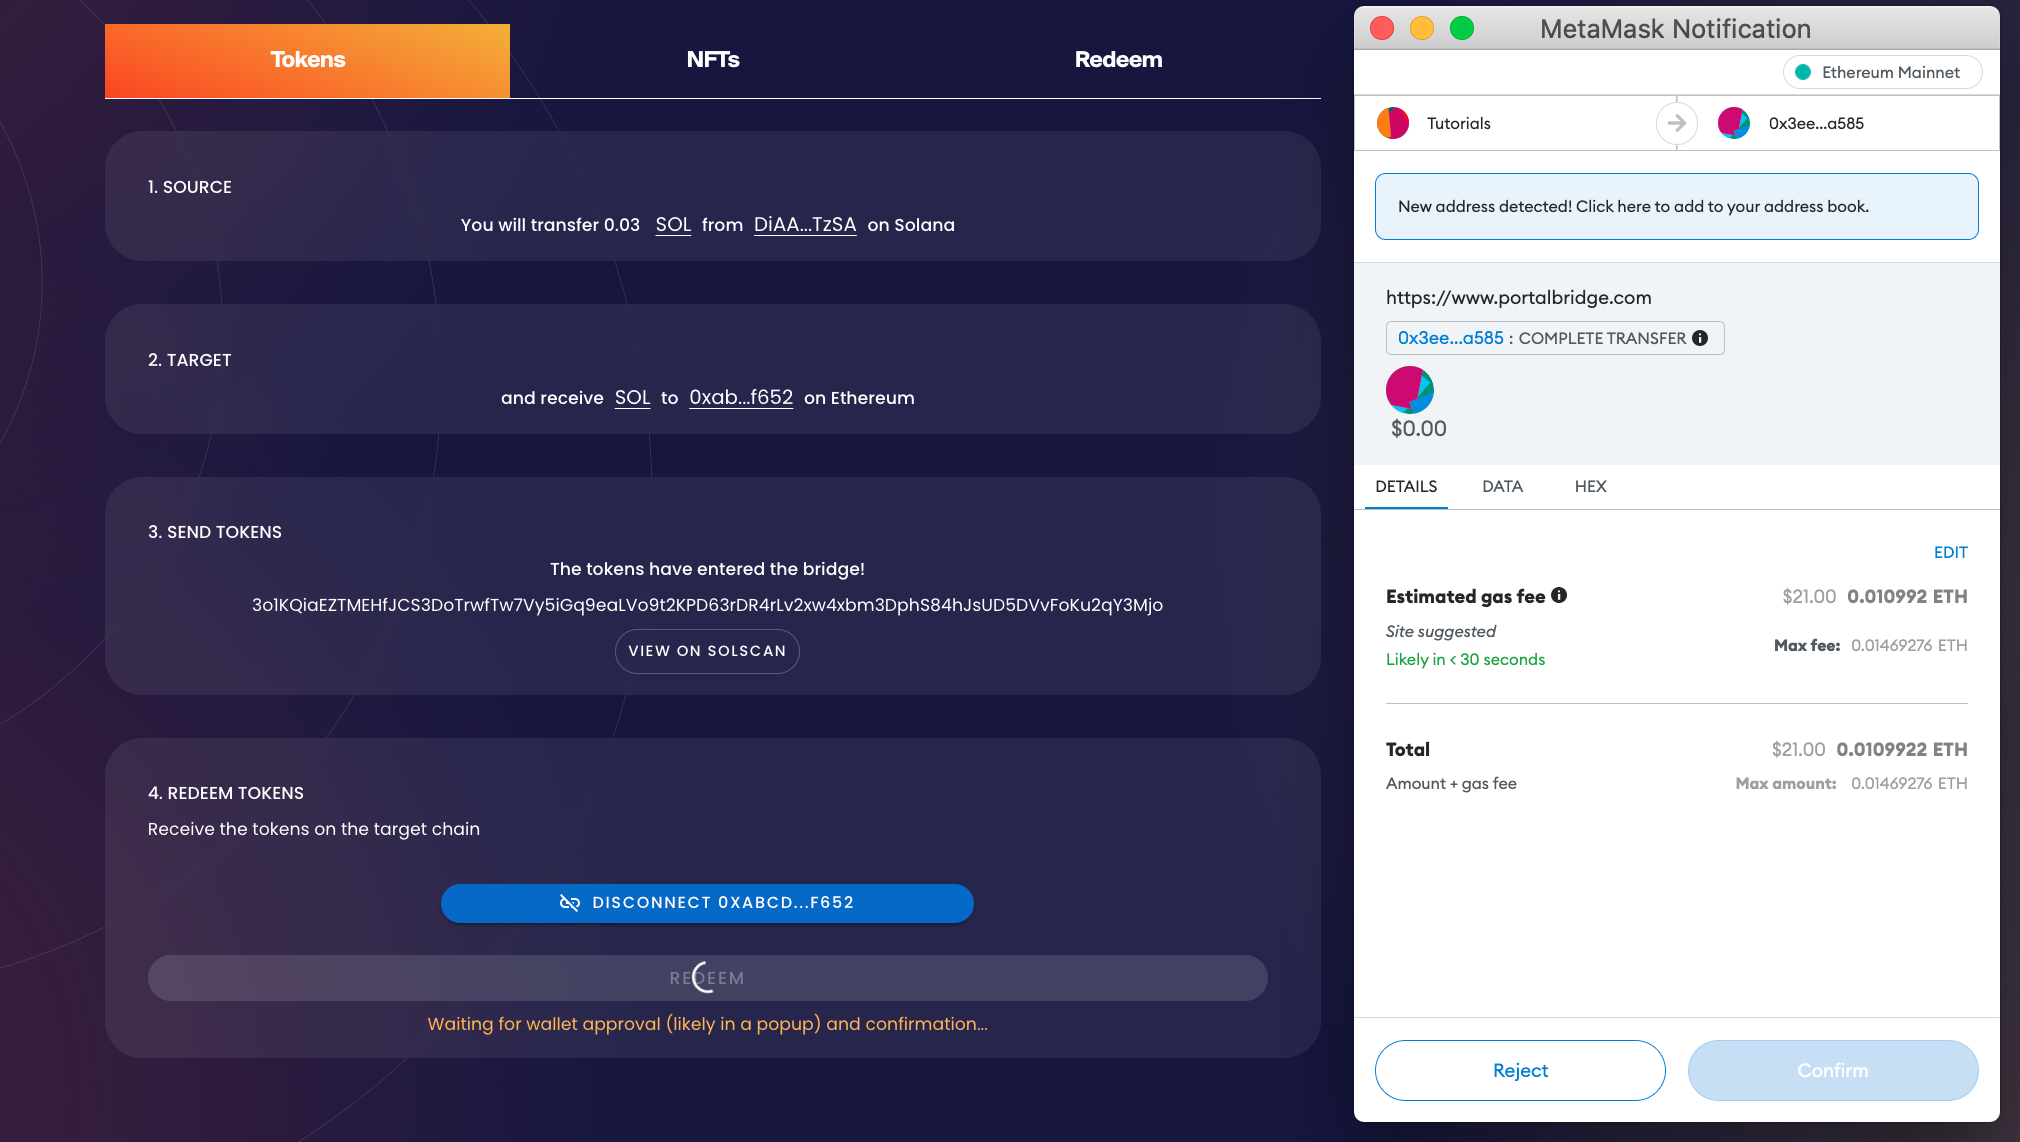 Tokens
NFTs
Redeem
1. SOURCE
You will transfer 0.03 SOL from DiAA...TzSA on Solana
2. TARGET
and receive SOL to 0xab...f652 on Ethereum
3. SEND TOKENS
The tokens have entered the bridge!
3o1KQiaEZTMEHfJCS3DoTrwfTw7Vy5iGq9eaLVo9t2KPD63rDR4rLv2xw4xbm3DphS84hJsUD5DVvFoKu2qY3Mjo
VIEW ON SOLSCAN
4. REDEEM TOKENS
Receive the tokens on the target chain
DISCONNECT 0XABCD...F652
REDEEM
Waiting for wallet approval (likely in a popup) and confirmation...
MetaMask Notification
Ethereum Mainnet
Tutorials
0x3ee...a585
New address detected! Click here to add to your address book.
https://www.portalbridge.com
0x3ee...a585 : COMPLETE TRANSFER
$0.00
DETAILS
DATA
HEX
EDIT
Estimated gas fee $21.00 0.010992 ETH
Site suggested
Max fee: 0.01469276 ETH
Likely in < 30 seconds
Total $21.00 0.0109922 ETH
Amount + gas fee Max amount: 0.01469276 ETH
Reject
Confirm